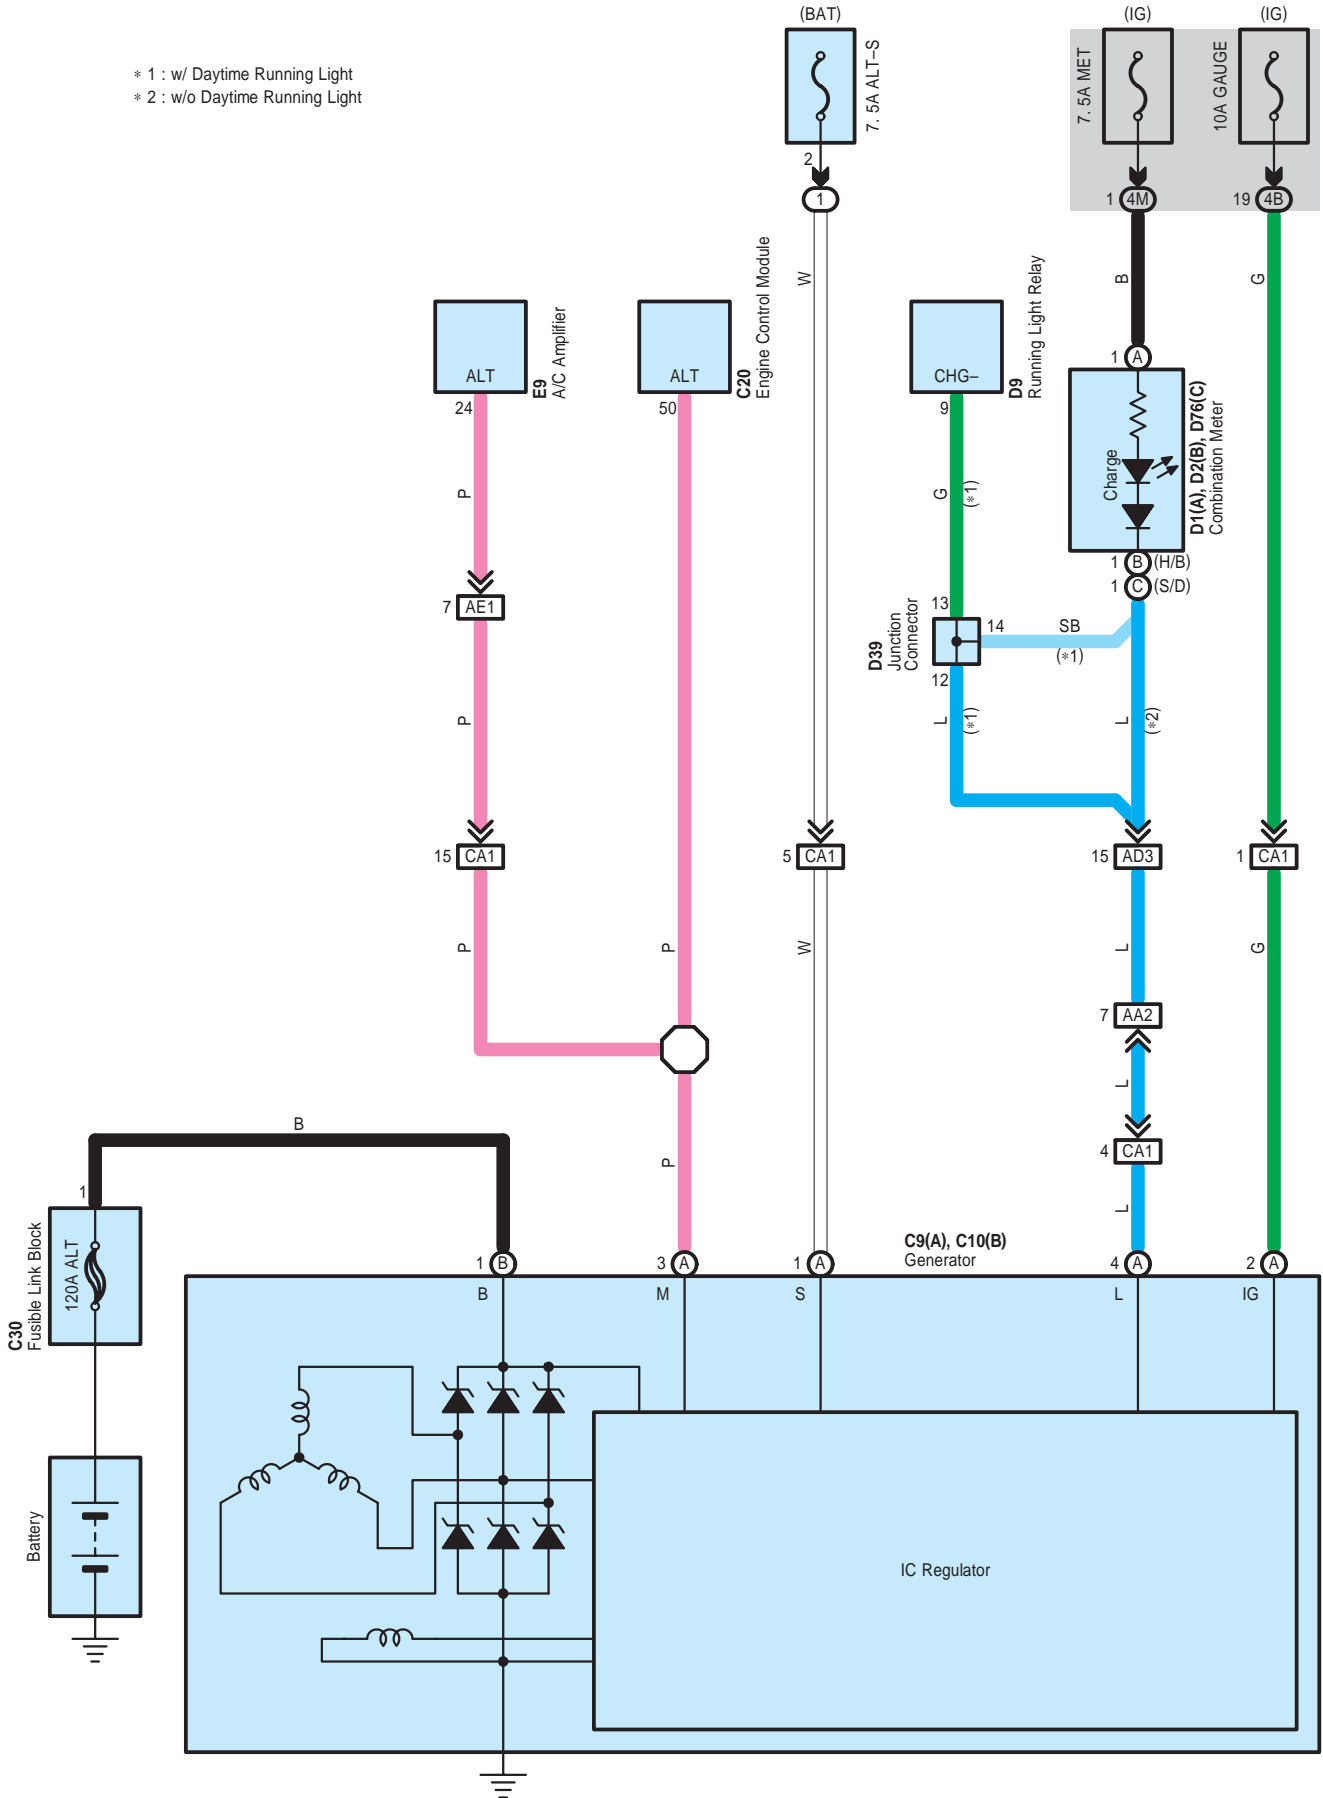 (BAT)
(IG)
(IG)
∗ 1 : w/ Daytime Running Light
∗ 2 : w/o Daytime Running Light
7. 5A ALT–S
7. 5A MET
10A GAUGE
2
1
1 4M
19 4B
W
B
G
ALT
E9
A/C Amplifier
ALT
C20
Engine Control Module
CHG–
D9
Running Light Relay
24
50
9
1 A
Charge
D1(A), D2(B), D76(C)
Combination Meter
P
G
(∗1)
1 B (H/B)
1 C (S/D)
7 AE1
13
14
SB
(∗1)
D39
Junction
Connector
12
P
L
(∗1)
L
(∗2)
15 CA1
5 CA1
15 AD3
1 CA1
P
P
W
L
G
7 AA2
L
B
4 CA1
P
L
1
C30
Fusible Link Block
120A ALT
C9(A), C10(B)
Generator
1 B
3 A
1 A
4 A
2 A
B
M
S
L
IG
Battery
IC Regulator